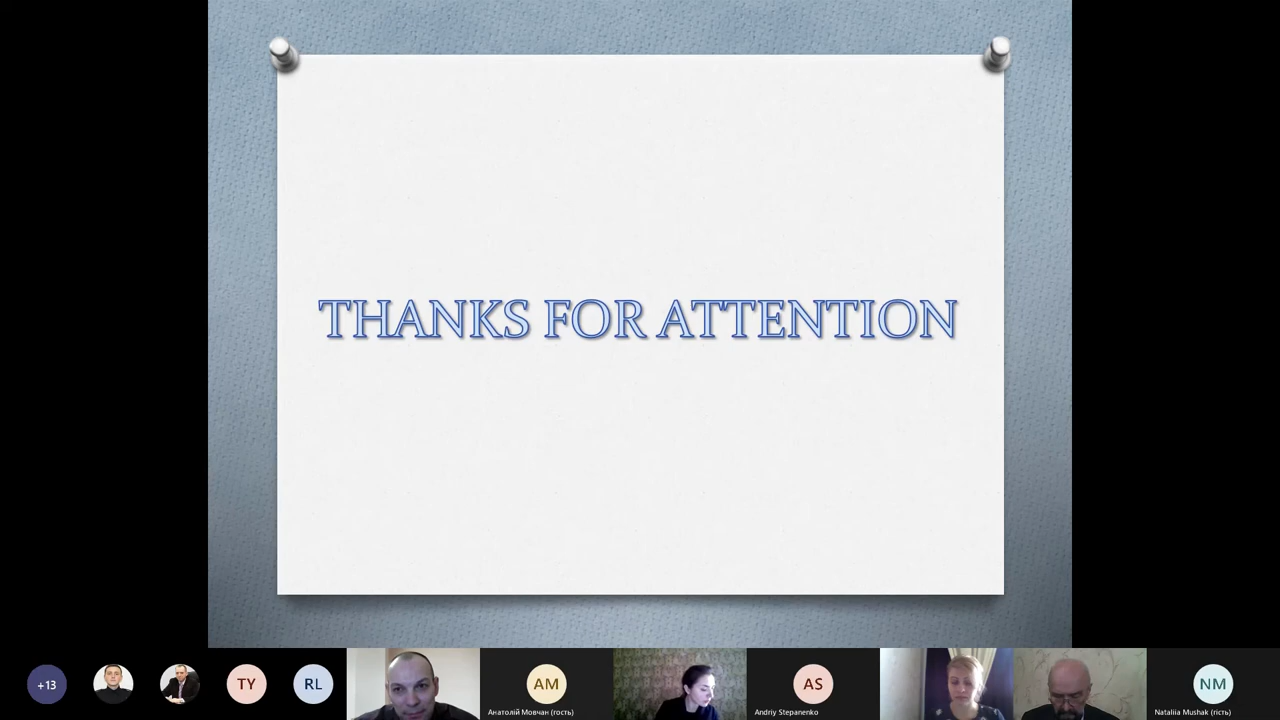 THANKS FOR ATTENTION
+13
TY
RL
AM
Анатолій Мовчан (гость)
AS
Andriy Stepanenko
NM
Nataliia Mushak (гість)